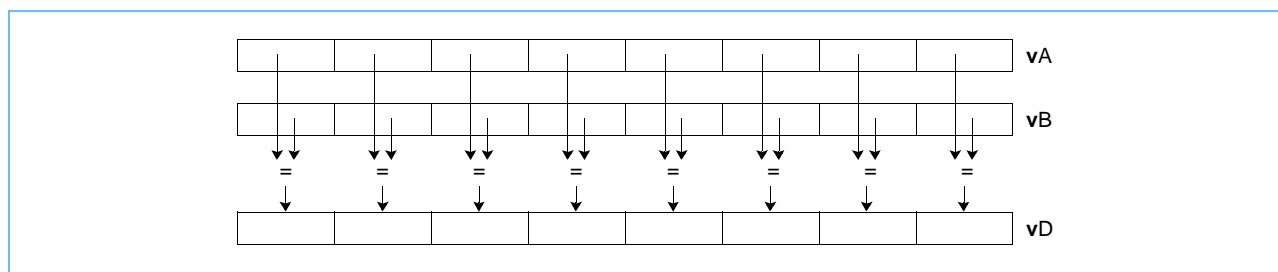 vA
vB
= = = = = = = =
vD